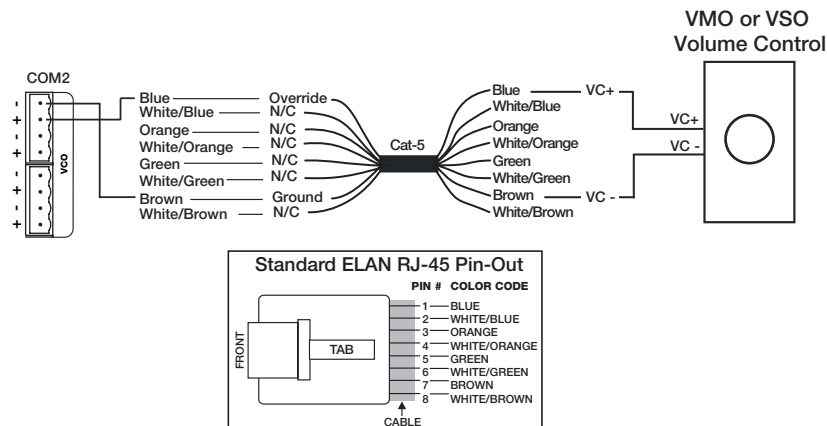 VMO or VSO
Volume Control
COM2
-
+
-
+
-
+
-
+
VCO
Blue
White/Blue
Orange
White/Orange
Green
White/Green
Brown
White/Brown
Override
N/C
N/C
N/C
N/C
N/C
Ground
N/C
Cat-5
Blue
White/Blue
Orange
White/Orange
Green
White/Green
Brown
White/Brown
VC+
VC -
VC+
VC -
Standard ELAN RJ-45 Pin-Out
PIN # COLOR CODE
1 BLUE
2 WHITE/BLUE
3 ORANGE
4 WHITE/ORANGE
5 GREEN
6 WHITE/GREEN
7 BROWN
8 WHITE/BROWN
FRONT
TAB
CABLE